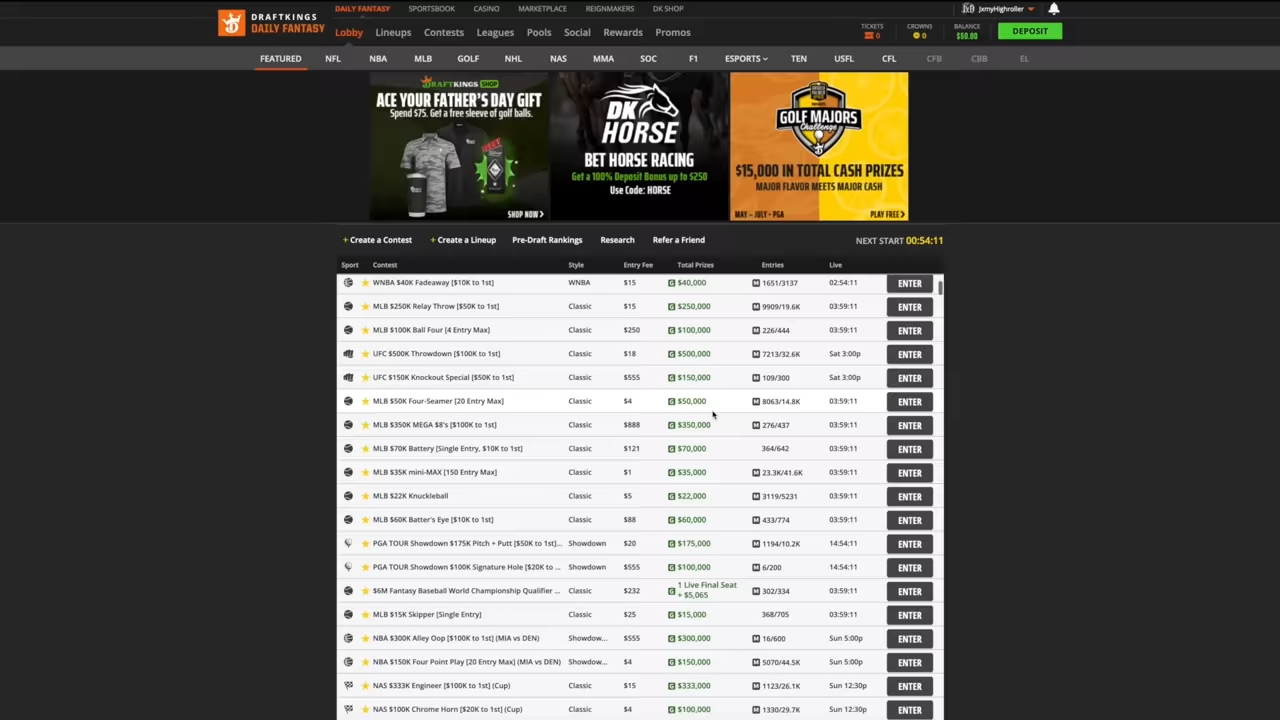 DRAFTKINGS
DAILY FANTASY
DAILY FANTASY SPORTSBOOK CASINO MARKETPLACE REIGNMAKERS DK SHOP
JxmyHighroller
Lobby Lineups Contests Leagues Pools Social Rewards Promos
TICKETS CROWNS BALANCE
0 0 $50.00
DEPOSIT
FEATURED NFL NBA MLB GOLF NHL NAS MMA SOC F1 ESPORTS TEN USFL CFL CFB CBB EL
DRAFTKINGS SHOP
ACE YOUR FATHER'S DAY GIFT
Spend $75. Get a free sleeve of golf balls.
SHOP NOW >
DK
HORSE
BET HORSE RACING
Get a 100% Deposit Bonus up to $250
Use Code: HORSE
GOLF MAJORS
Challenge
$15,000 IN TOTAL CASH PRIZES
MAJOR FLAVOR MEETS MAJOR CASH
MAY – JULY • PGA
PLAY FREE >
+ Create a Contest + Create a Lineup Pre-Draft Rankings Research Refer a Friend NEXT START 00:54:11
Sport Contest Style Entry Fee Total Prizes Entries Live
WNBA $40K Fadeaway [$10K to 1st] WNBA $15 G $40,000 M 1651/3137 02:54:11 ENTER
MLB $250K Relay Throw [$50K to 1st] Classic $15 G $250,000 M 9909/19.6K 03:59:11 ENTER
MLB $100K Ball Four [4 Entry Max] Classic $250 G $100,000 M 226/444 03:59:11 ENTER
UFC $500K Throwdown [$100K to 1st] Classic $18 G $500,000 M 7213/32.6K Sat 3:00p ENTER
UFC $150K Knockout Special [$50K to 1st] Classic $555 G $150,000 M 109/300 Sat 3:00p ENTER
MLB $50K Four-Seamer [20 Entry Max] Classic $4 G $50,000 M 8063/14.8K 03:59:11 ENTER
MLB $350K MEGA $8's [$100K to 1st] Classic $888 G $350,000 M 276/437 03:59:11 ENTER
MLB $70K Battery [Single Entry, $10K to 1st] Classic $121 G $70,000 364/642 03:59:11 ENTER
MLB $35K mini-MAX [150 Entry Max] Classic $1 G $35,000 M 23.3K/41.6K 03:59:11 ENTER
MLB $22K Knuckleball Classic $5 G $22,000 M 3119/5231 03:59:11 ENTER
MLB $60K Batter's Eye [$10K to 1st] Classic $88 G $60,000 M 433/774 03:59:11 ENTER
PGA TOUR Showdown $175K Pitch + Putt [$50K to 1st]... Showdown $20 G $175,000 M 1194/10.2K 14:54:11 ENTER
PGA TOUR Showdown $100K Signature Hole [$20K to ... Showdown $555 G $100,000 M 6/200 14:54:11 ENTER
$6M Fantasy Baseball World Championship Qualifier ... Classic $232 G 1 Live Final Seat + $5,065 M 302/334 03:59:11 ENTER
MLB $15K Skipper [Single Entry] Classic $25 G $15,000 368/705 03:59:11 ENTER
NBA $300K Alley Oop [$100K to 1st] (MIA vs DEN) Showdow... $555 G $300,000 M 16/600 Sun 5:00p ENTER
NBA $150K Four Point Play [20 Entry Max] (MIA vs DEN) Showdow... $4 G $150,000 M 5070/44.5K Sun 5:00p ENTER
NAS $333K Engineer [$100K to 1st] (Cup) Classic $15 G $333,000 M 1123/26.1K Sun 12:30p ENTER
NAS $100K Chrome Horn [$20K to 1st] (Cup) Classic $4 G $100,000 M 1330/29.7K Sun 12:30p ENTER